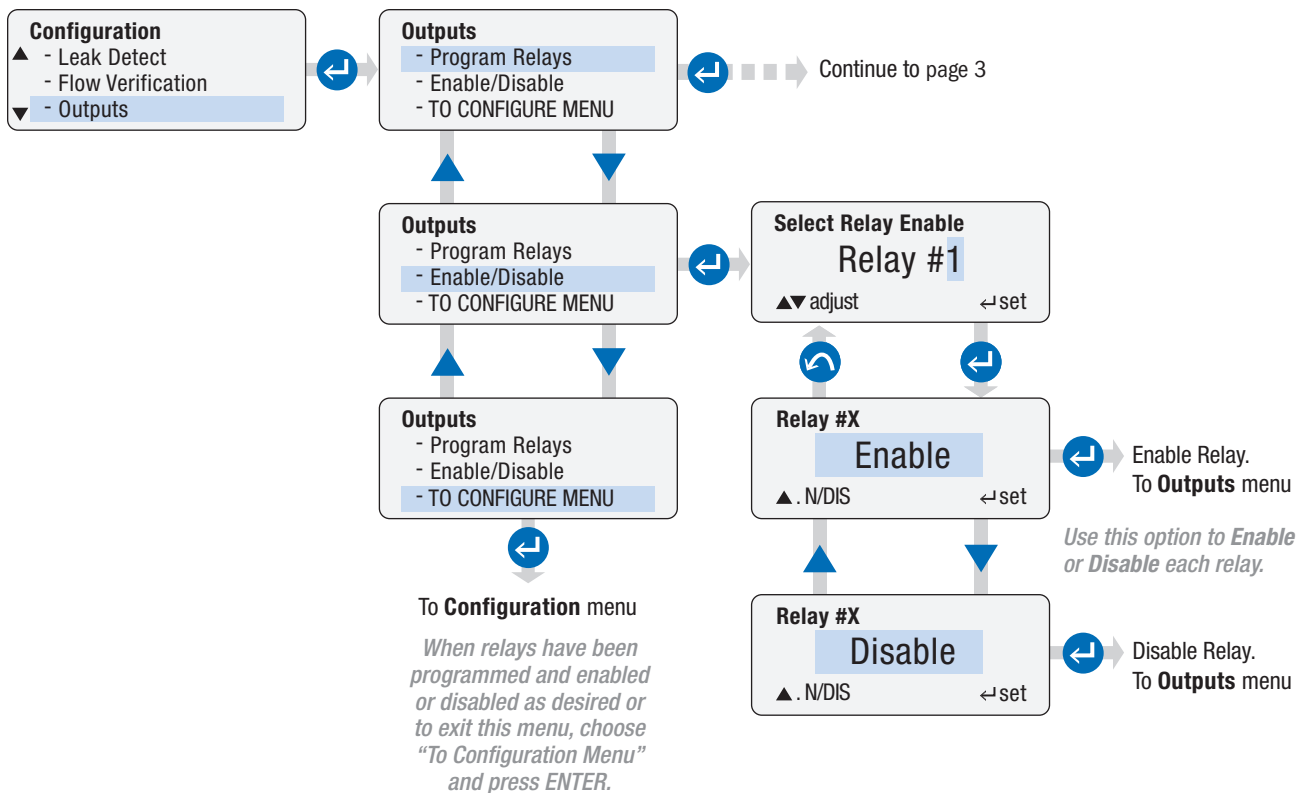 Configuration
▲ - Leak Detect
- Flow Verification
▼ - Outputs
Outputs
- Program Relays
- Enable/Disable
- TO CONFIGURE MENU
Continue to page 3
Outputs
- Program Relays
- Enable/Disable
- TO CONFIGURE MENU
Select Relay Enable
Relay #1
▲▼ adjust ↵ set
Outputs
- Program Relays
- Enable/Disable
- TO CONFIGURE MENU
To Configuration menu
When relays have been
programmed and enabled
or disabled as desired or
to exit this menu, choose
“To Configuration Menu”
and press ENTER.
Relay #X
Enable
▲ . N/DIS ↵ set
Enable Relay.
To Outputs menu
Use this option to Enable
or Disable each relay.
Relay #X
Disable
▲ . N/DIS ↵ set
Disable Relay.
To Outputs menu